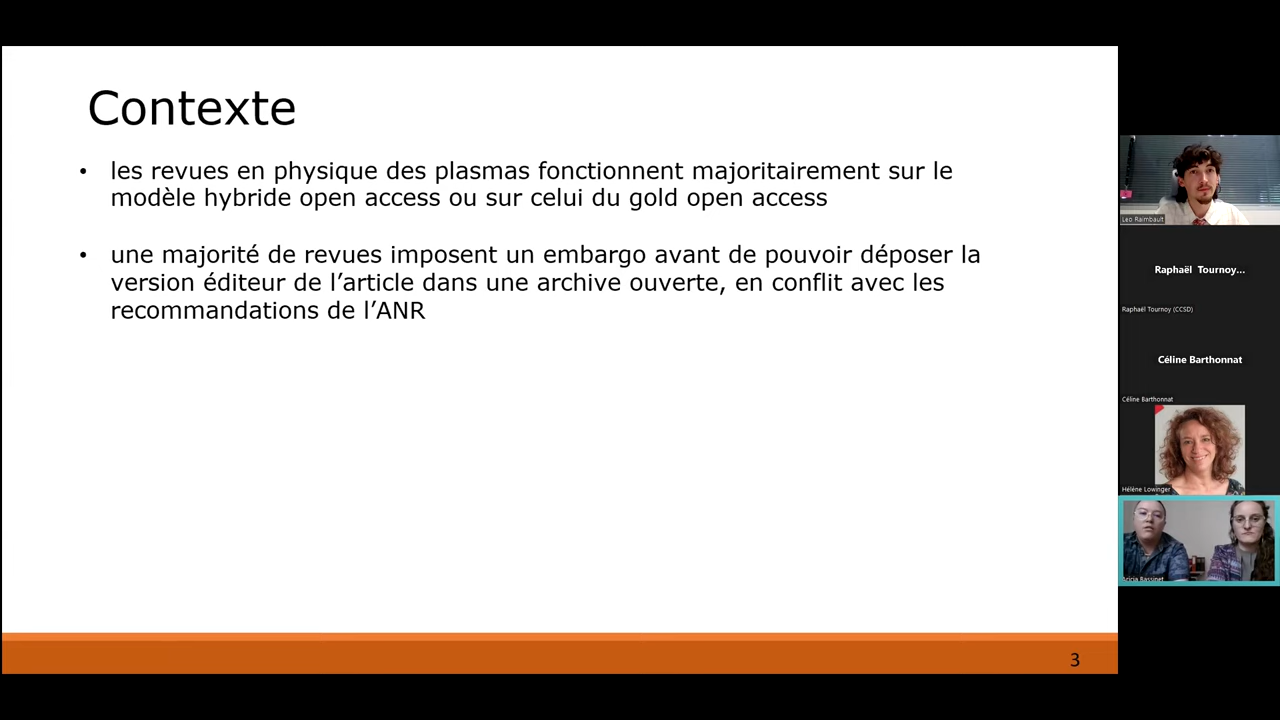 Contexte
• les revues en physique des plasmas fonctionnent majoritairement sur le
modèle hybride open access ou sur celui du gold open access
• une majorité de revues imposent un embargo avant de pouvoir déposer la
version éditeur de l’article dans une archive ouverte, en conflit avec les
recommandations de l’ANR
3
Leo Raimbault
Raphaël Tournoy...
Raphaël Tournoy (CCSD)
Céline Barthonnat
Céline Barthonnat
Hélène Lowinger
Aricia Bassinet